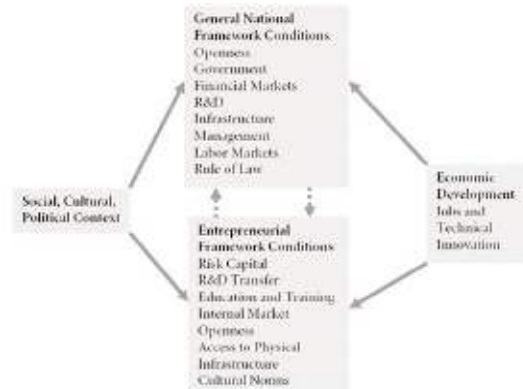 General National
Framework Conditions
Openness
Government
Financial Markets
R&D
Infrastructure
Management
Labor Markets
Rule of Law
Social, Cultural,
Political Context
Economic
Development
Jobs and
Technical
Innovation
Entrepreneurial
Framework Conditions
Risk Capital
R&D Transfer
Education and Training
Internal Market
Openness
Access to Physical
Infrastructure
Cultural Norms